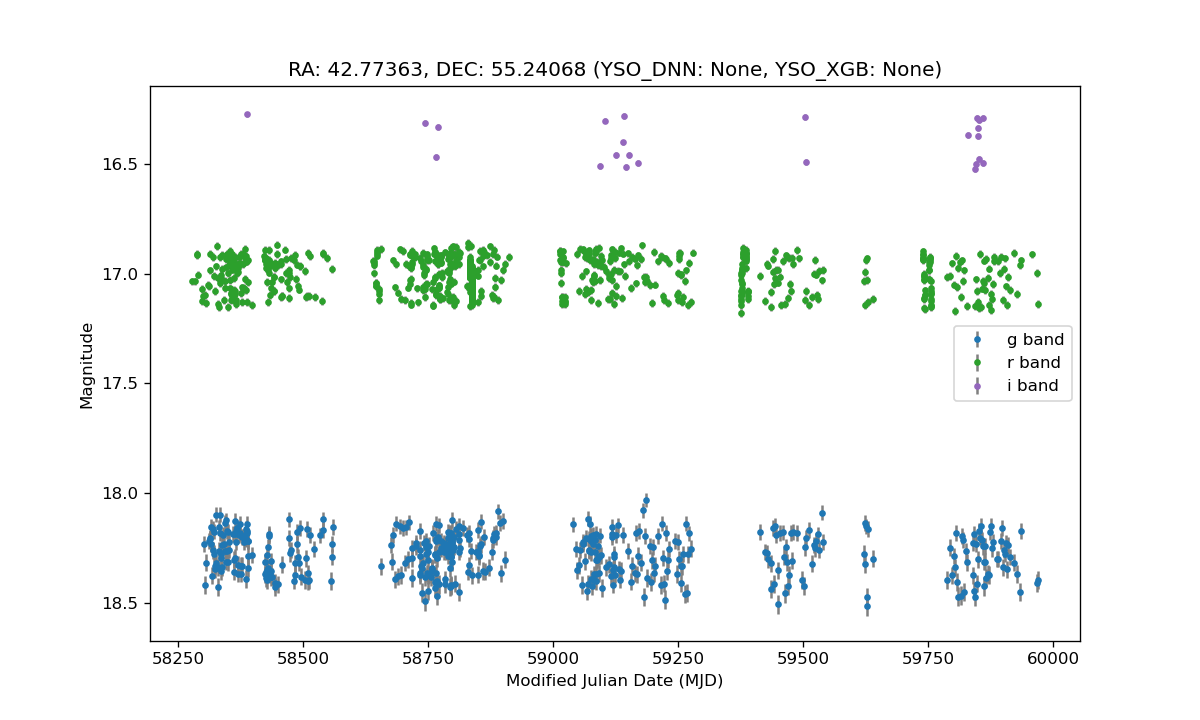 RA: 42.77363, DEC: 55.24068 (YSO_DNN: None, YSO_XGB: None)
16.5
17.0
17.5
18.0
18.5
Magnitude
g band
r band
i band
58250 58500 58750 59000 59250 59500 59750 60000
Modified Julian Date (MJD)